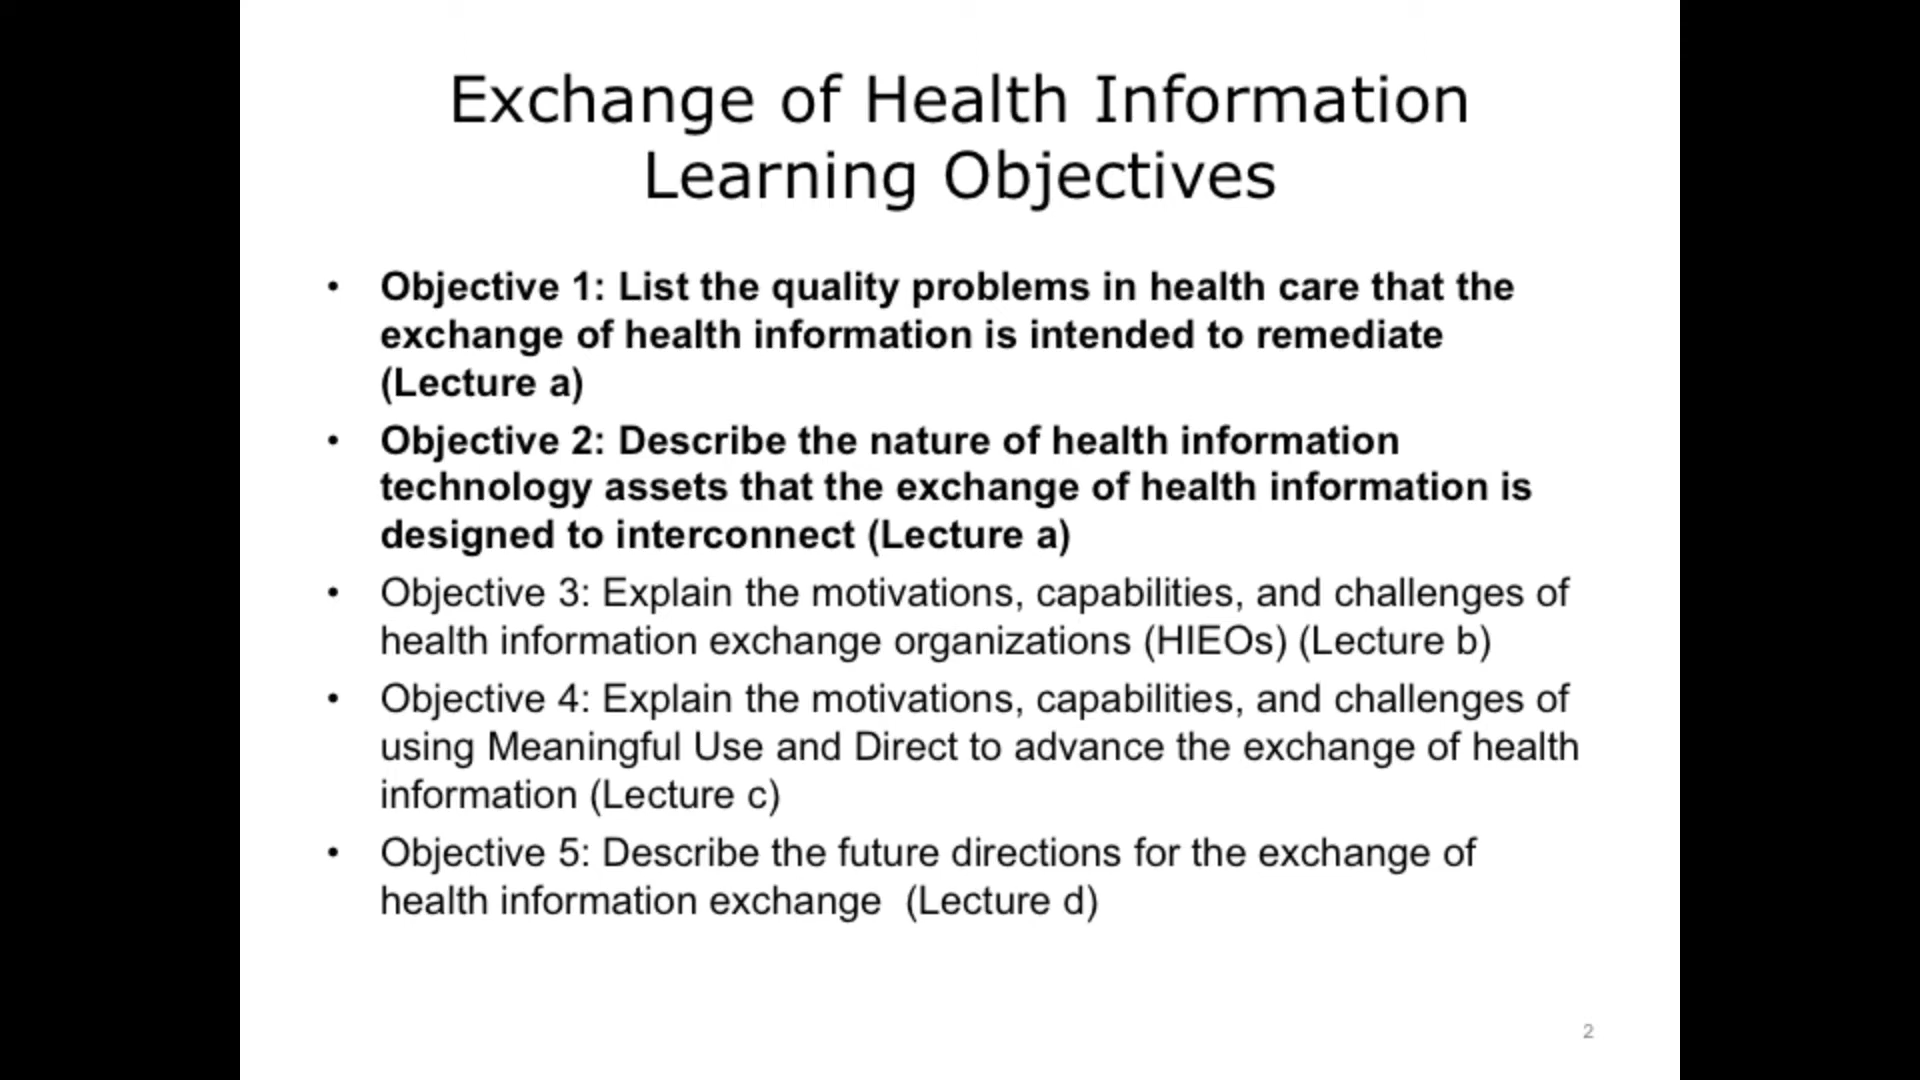 Exchange of Health Information
Learning Objectives
• Objective 1: List the quality problems in health care that the
exchange of health information is intended to remediate
(Lecture a)
• Objective 2: Describe the nature of health information
technology assets that the exchange of health information is
designed to interconnect (Lecture a)
• Objective 3: Explain the motivations, capabilities, and challenges of
health information exchange organizations (HIEOs) (Lecture b)
• Objective 4: Explain the motivations, capabilities, and challenges of
using Meaningful Use and Direct to advance the exchange of health
information (Lecture c)
• Objective 5: Describe the future directions for the exchange of
health information exchange  (Lecture d)
2